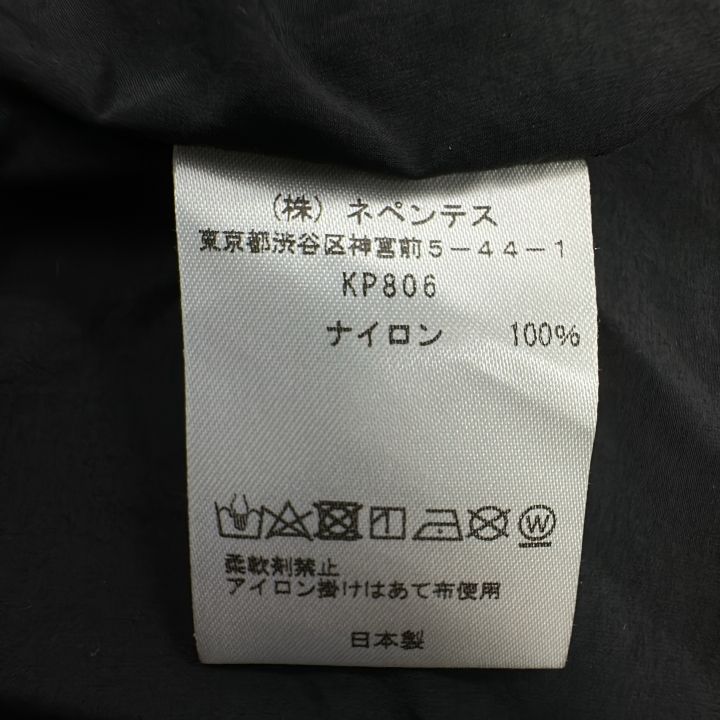 (株) ネペンテス
東京都渋谷区神宮前5-44-1
KP806
ナイロン 100%
W
柔軟剤禁止
アイロン掛けはあて布使用
日本製